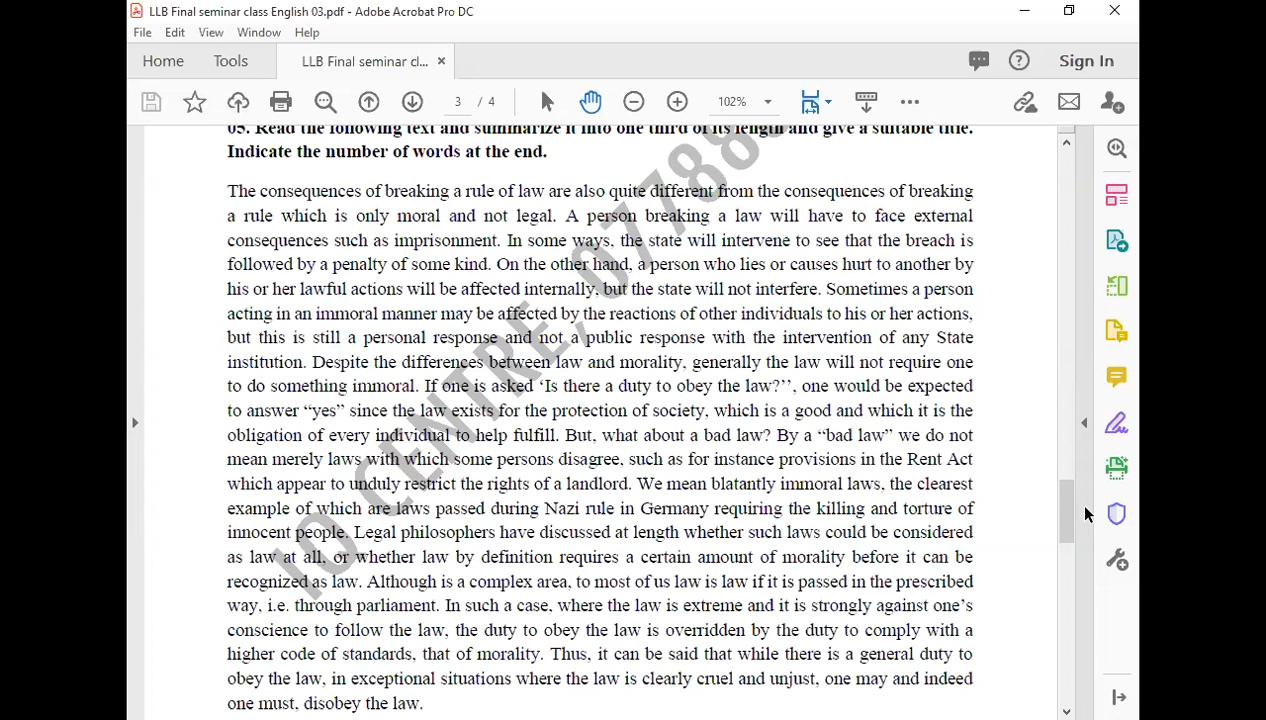 LLB Final seminar class English 03.pdf - Adobe Acrobat Pro DC
File Edit View Window Help
Home Tools LLB Final seminar cl... × Sign In
3 / 4 102%
05. Read the following text and summarize it into one third of its length and give a suitable title.
Indicate the number of words at the end.
The consequences of breaking a rule of law are also quite different from the consequences of breaking
a rule which is only moral and not legal. A person breaking a law will have to face external
consequences such as imprisonment. In some ways, the state will intervene to see that the breach is
followed by a penalty of some kind. On the other hand, a person who lies or causes hurt to another by
his or her lawful actions will be affected internally, but the state will not interfere. Sometimes a person
acting in an immoral manner may be affected by the reactions of other individuals to his or her actions,
but this is still a personal response and not a public response with the intervention of any State
institution. Despite the differences between law and morality, generally the law will not require one
to do something immoral. If one is asked ‘Is there a duty to obey the law?’’, one would be expected
to answer “yes” since the law exists for the protection of society, which is a good and which it is the
obligation of every individual to help fulfill. But, what about a bad law? By a “bad law” we do not
mean merely laws with which some persons disagree, such as for instance provisions in the Rent Act
which appear to unduly restrict the rights of a landlord. We mean blatantly immoral laws, the clearest
example of which are laws passed during Nazi rule in Germany requiring the killing and torture of
innocent people. Legal philosophers have discussed at length whether such laws could be considered
as law at all, or whether law by definition requires a certain amount of morality before it can be
recognized as law. Although is a complex area, to most of us law is law if it is passed in the prescribed
way, i.e. through parliament. In such a case, where the law is extreme and it is strongly against one’s
conscience to follow the law, the duty to obey the law is overridden by the duty to comply with a
higher code of standards, that of morality. Thus, it can be said that while there is a general duty to
obey the law, in exceptional situations where the law is clearly cruel and unjust, one may and indeed
one must, disobey the law.
IQ CENTRE, 07788